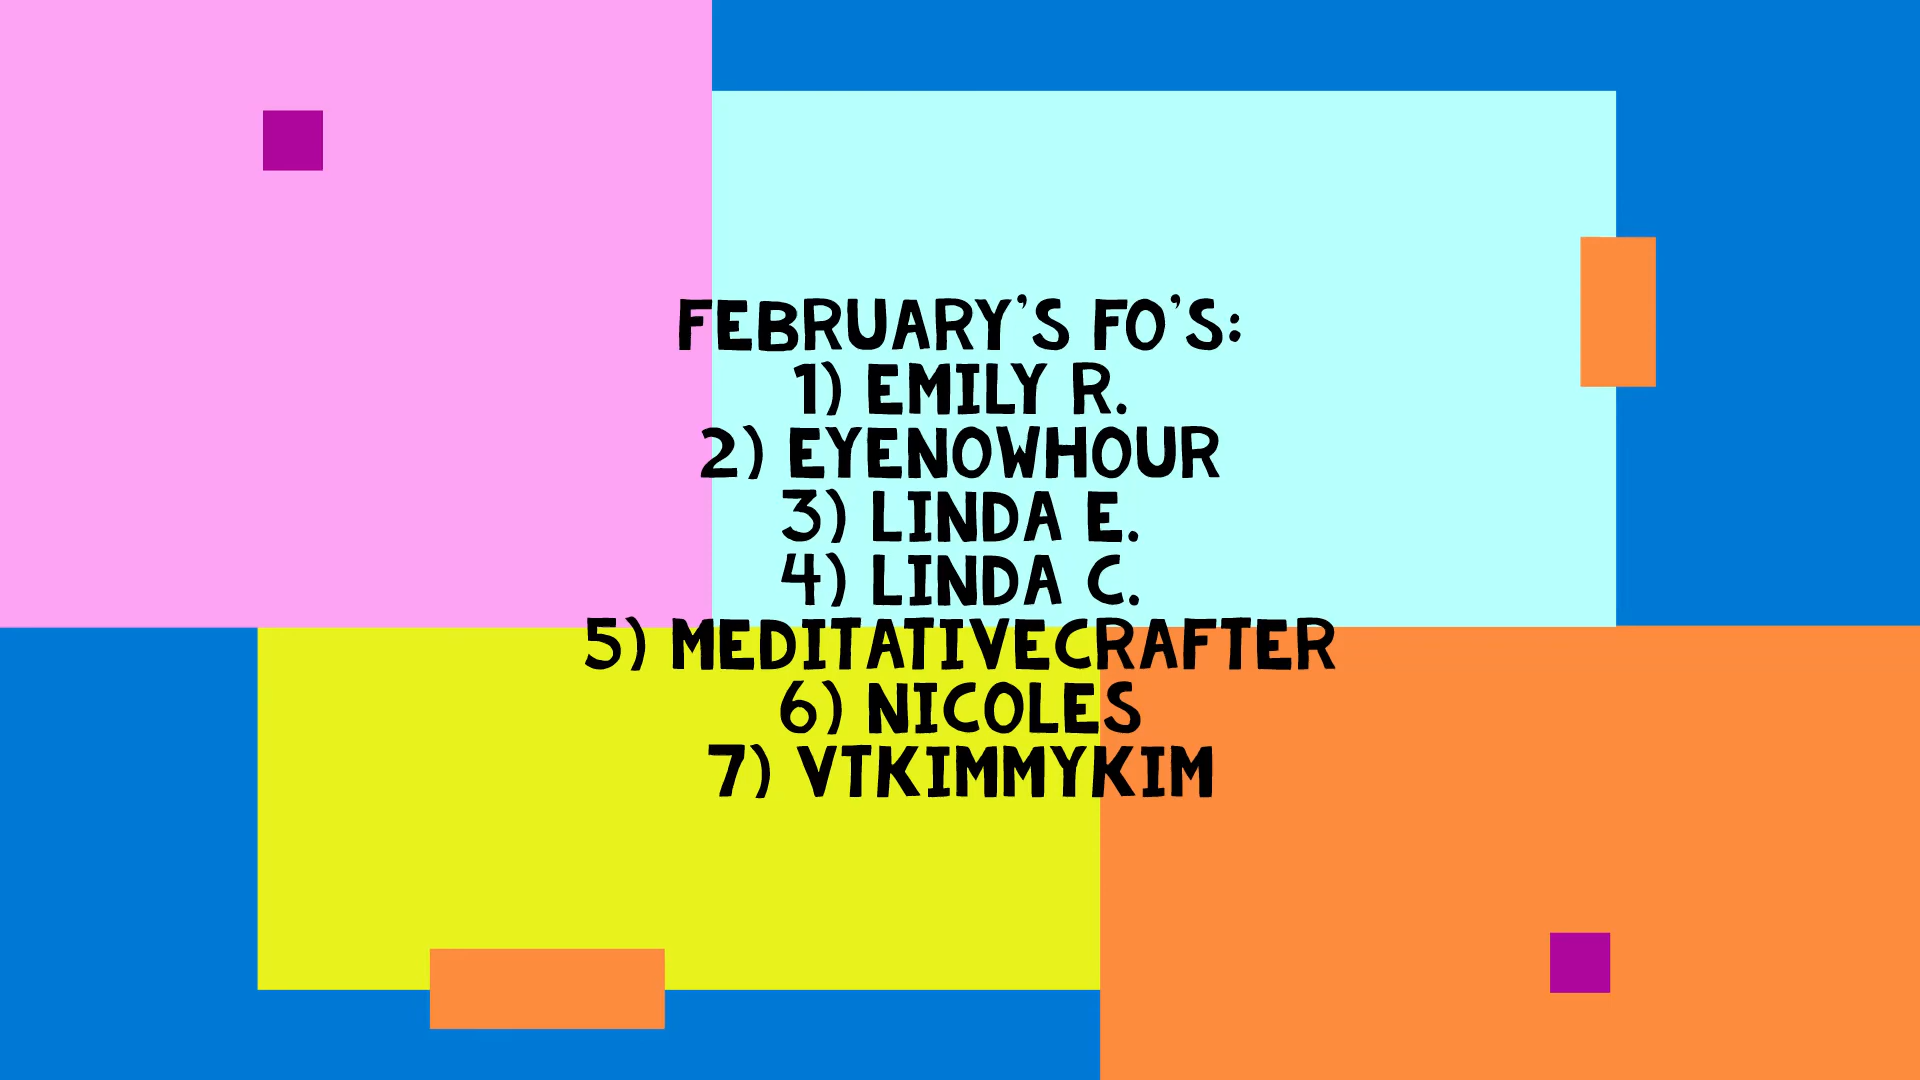 FEBRUARY'S FO'S:
1) EMILY R.
2) EYENOWHOUR
3) LINDA E.
4) LINDA C.
5) MEDITATIVECRAFTER
6) NICOLES
7) VTKIMMYKIM